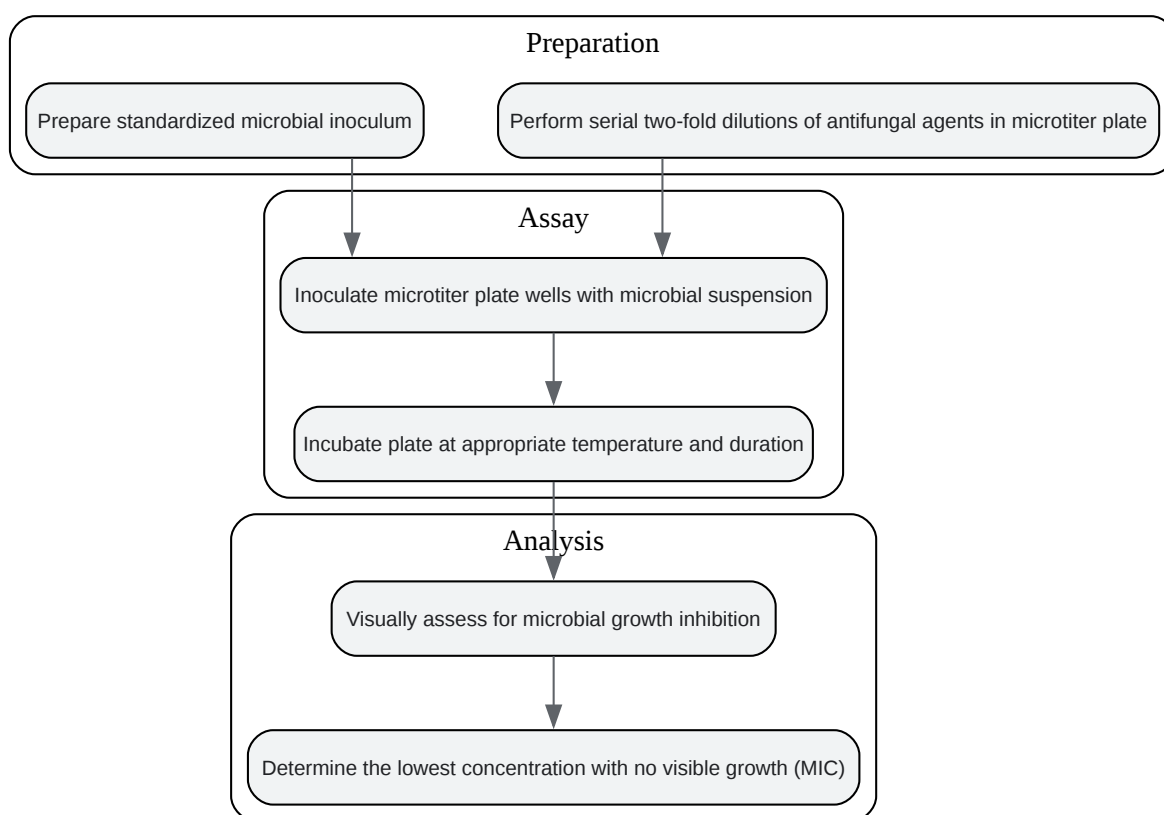 Preparation
Prepare standardized microbial inoculum
Perform serial two-fold dilutions of antifungal agents in microtiter plate
Assay
Inoculate microtiter plate wells with microbial suspension
Incubate plate at appropriate temperature and duration
Analysis
Visually assess for microbial growth inhibition
Determine the lowest concentration with no visible growth (MIC)